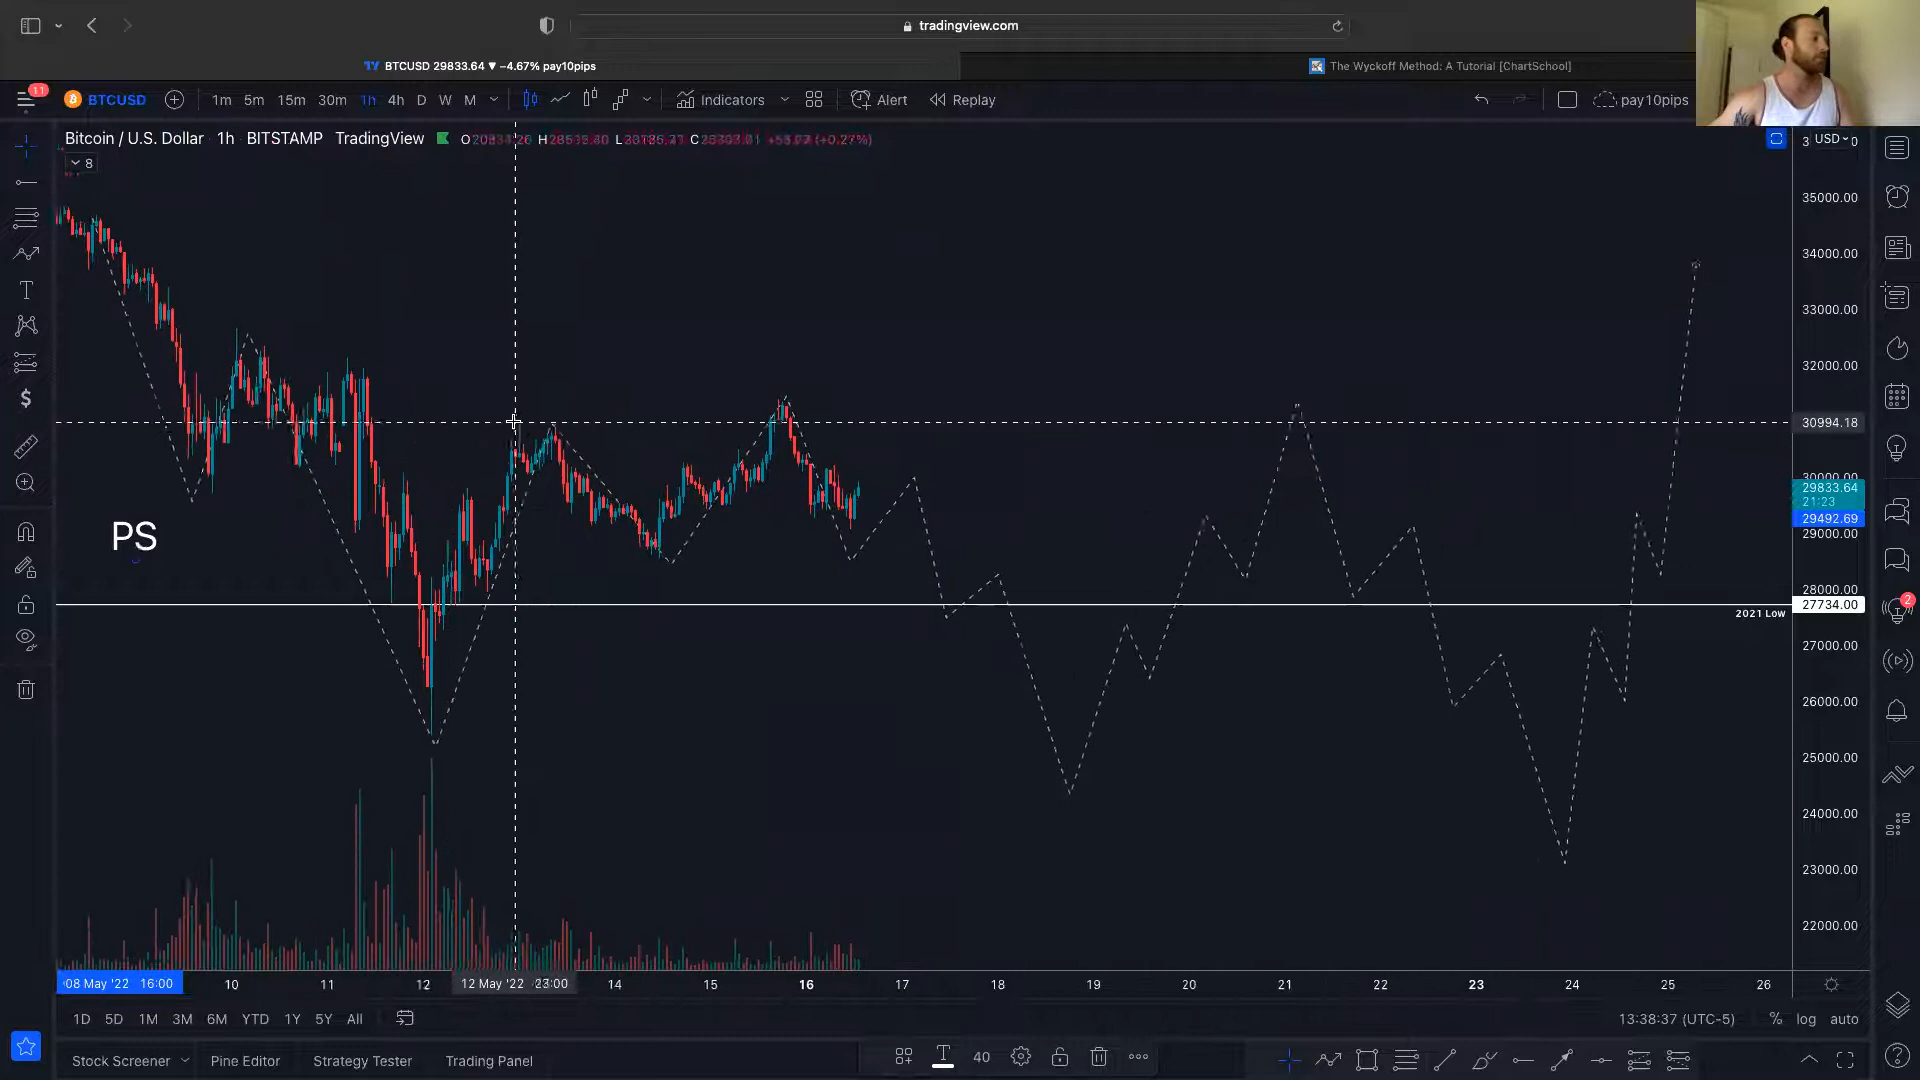 tradingview.com
BTCUSD 29833.64 ▼ −4.67% pay10pips
The Wyckoff Method: A Tutorial [ChartSchool]
11
BTCUSD 1m 5m 15m 30m 1h 4h D W M Indicators Alert Replay pay10pips
Bitcoin / U.S. Dollar · 1h · BITSTAMP TradingView
8
USD
35000.00
34000.00
33000.00
32000.00
30994.18
30000.00
29833.64
21:23
29492.69
29000.00
28000.00
27734.00
2021 Low
27000.00
26000.00
25000.00
24000.00
23000.00
22000.00
PS
2
08 May '22 16:00 10 11 12 12 May '22 23:00 14 15 16 17 18 19 20 21 22 23 24 25 26
1D 5D 1M 3M 6M YTD 1Y 5Y All 13:38:37 (UTC-5) % log auto
Stock Screener Pine Editor Strategy Tester Trading Panel 40